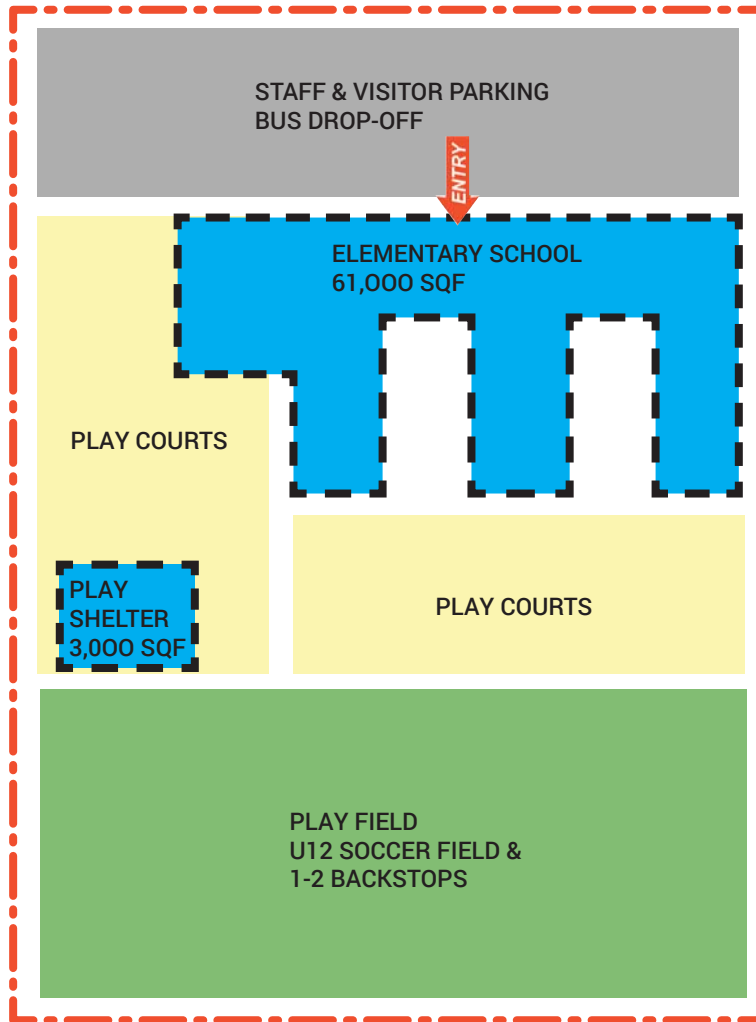 STAFF & VISITOR PARKING
BUS DROP-OFF
ENTRY
ELEMENTARY SCHOOL
61,000 SQF
PLAY COURTS
PLAY
SHELTER
3,000 SQF
PLAY COURTS
PLAY FIELD
U12 SOCCER FIELD &
1-2 BACKSTOPS